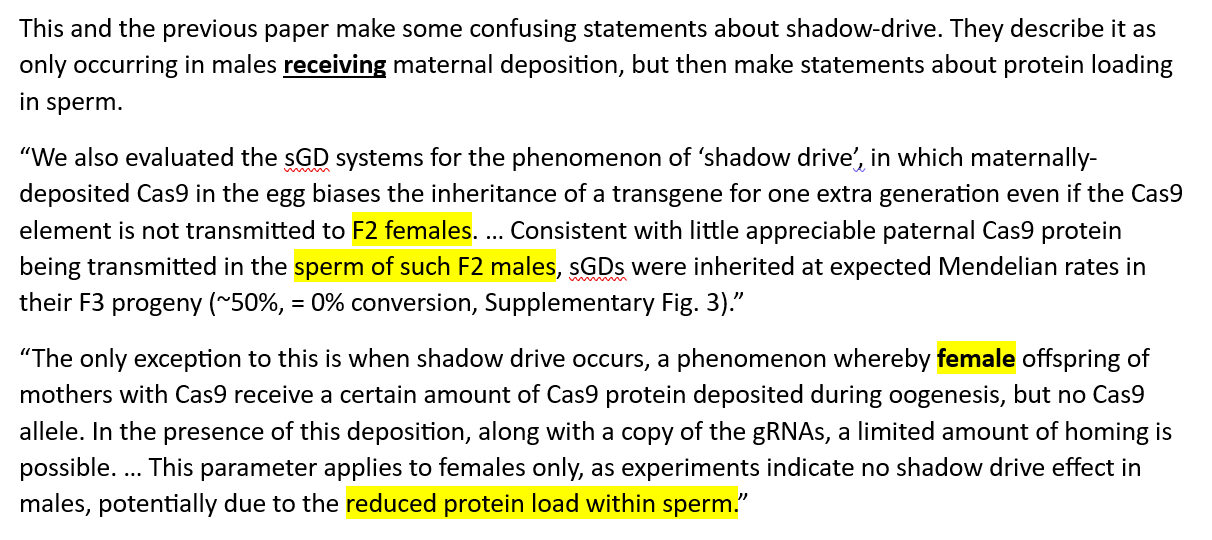 This and the previous paper make some confusing statements about shadow-drive. They describe it as
only occurring in males receiving maternal deposition, but then make statements about protein loading
in sperm.
“We also evaluated the sGD systems for the phenomenon of ‘shadow drive’, in which maternally-
deposited Cas9 in the egg biases the inheritance of a transgene for one extra generation even if the Cas9
element is not transmitted to F2 females. … Consistent with little appreciable paternal Cas9 protein
being transmitted in the sperm of such F2 males, sGDs were inherited at expected Mendelian rates in
their F3 progeny (~50%, = 0% conversion, Supplementary Fig. 3).”
“The only exception to this is when shadow drive occurs, a phenomenon whereby female offspring of
mothers with Cas9 receive a certain amount of Cas9 protein deposited during oogenesis, but no Cas9
allele. In the presence of this deposition, along with a copy of the gRNAs, a limited amount of homing is
possible. … This parameter applies to females only, as experiments indicate no shadow drive effect in
males, potentially due to the reduced protein load within sperm.”